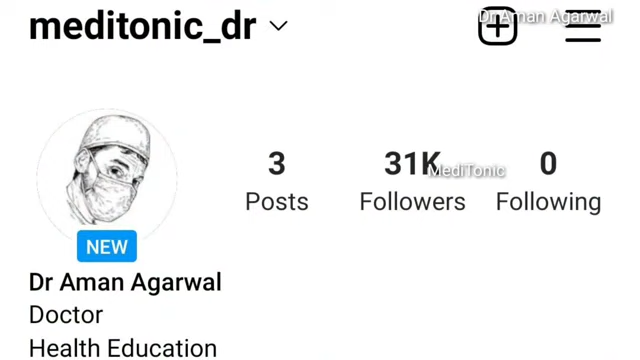 meditonic_dr
Dr Aman Agarwal
3
31K
0
MediTonic
Posts
Followers
Following
NEW
Dr Aman Agarwal
Doctor
Health Education